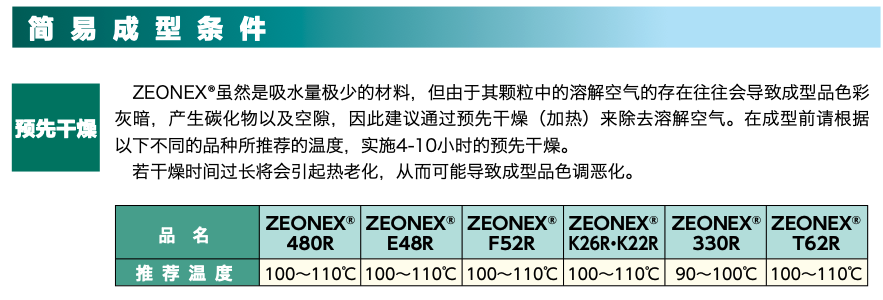 简易成型条件
预先干燥
ZEONEX®虽然是吸水量极少的材料，但由于其颗粒中的溶解空气的存在往往会导致成型品色彩
灰暗，产生碳化物以及空隙，因此建议通过预先干燥（加热）来除去溶解空气。在成型前请根据
以下不同的品种所推荐的温度，实施4-10小时的预先干燥。
若干燥时间过长将会引起热老化，从而可能导致成型品色调恶化。
品 名 ZEONEX® ZEONEX® ZEONEX® ZEONEX® ZEONEX® ZEONEX®
480R E48R F52R K26R·K22R 330R T62R
推荐温度 100～110℃ 100～110℃ 100～110℃ 100～110℃ 90～100℃ 100～110℃